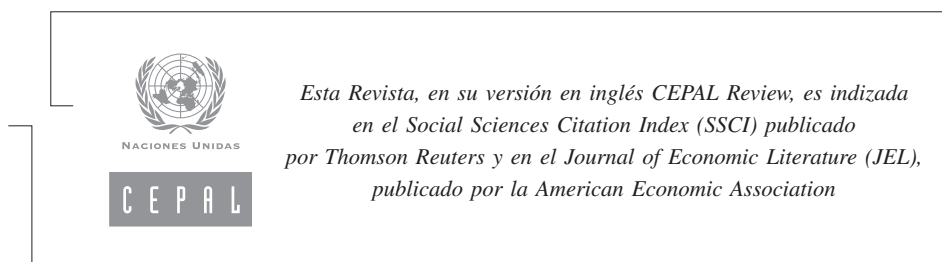 Esta Revista, en su versión en inglés CEPAL Review, es indizada
en el Social Sciences Citation Index (SSCI) publicado
por Thomson Reuters y en el Journal of Economic Literature (JEL),
publicado por la American Economic Association
NACIONES UNIDAS
CEPAL